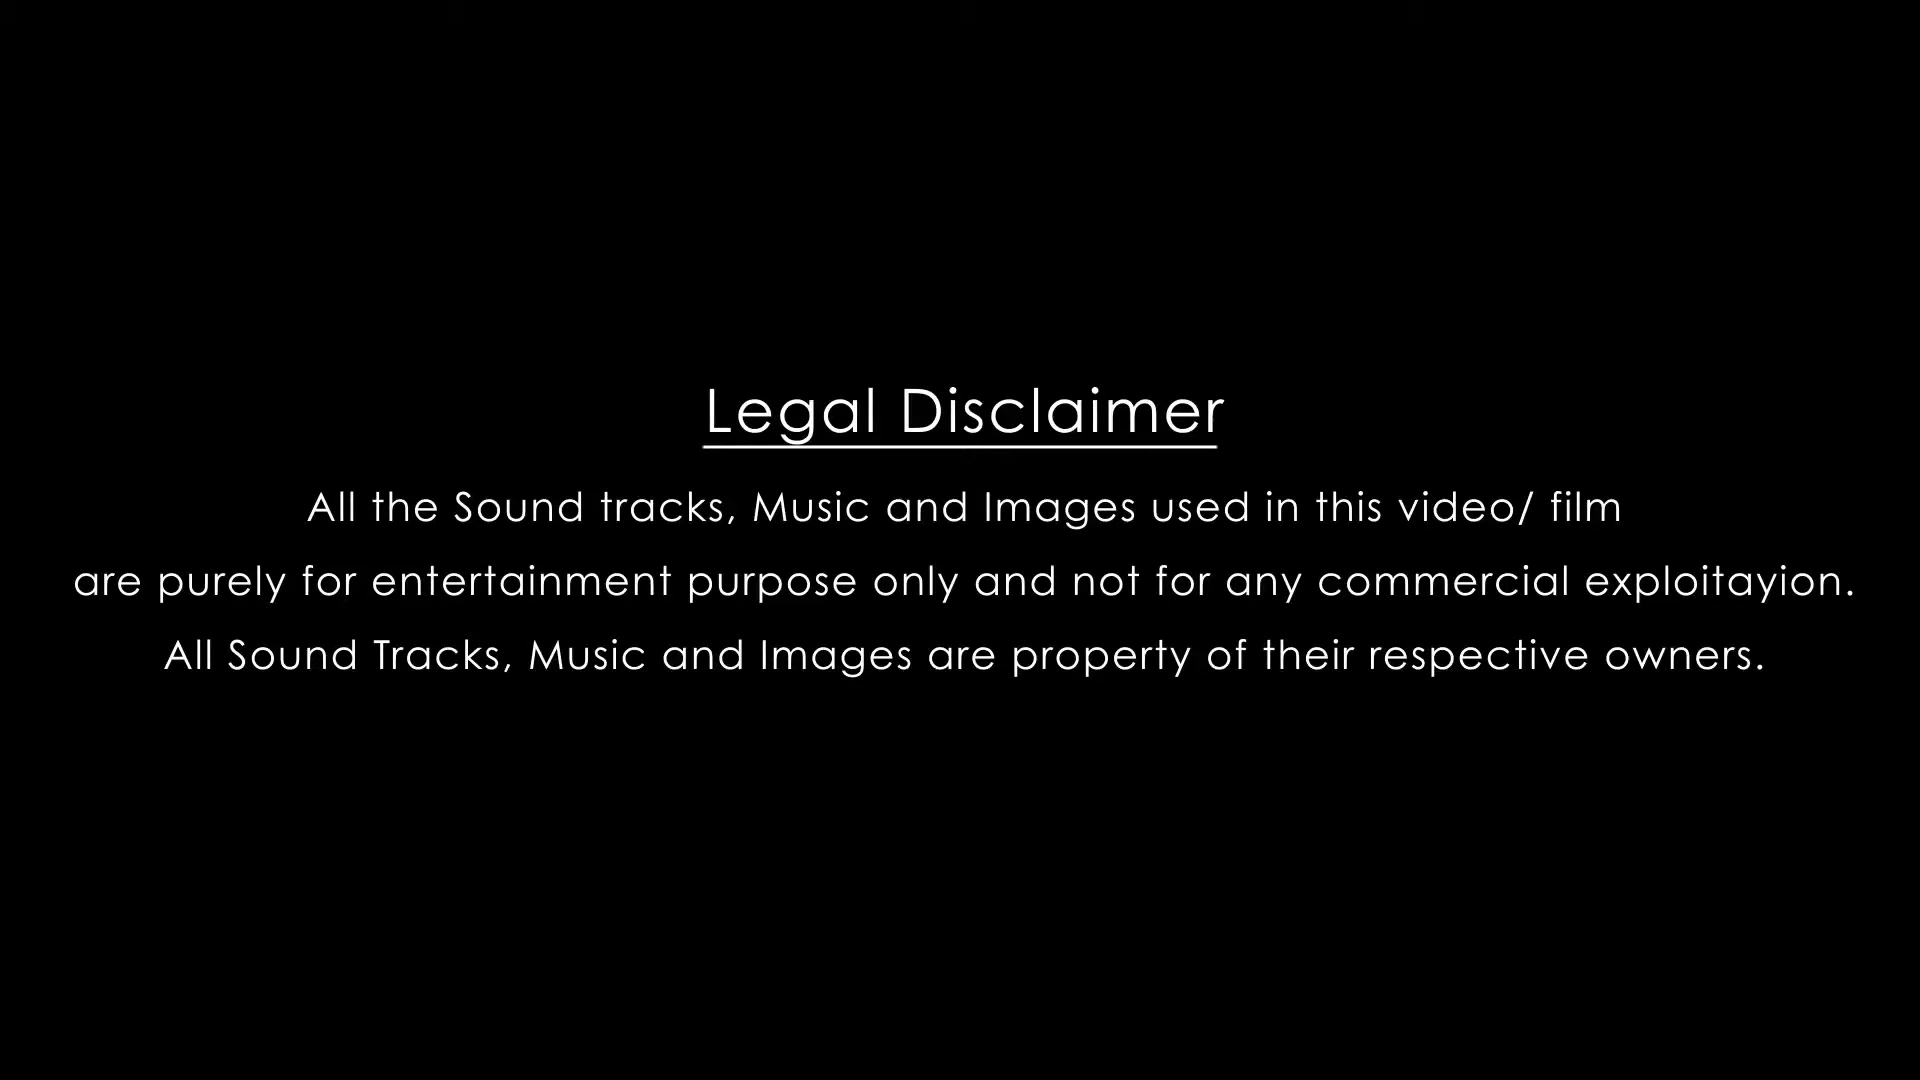 Legal Disclaimer
All the Sound tracks, Music and Images used in this video/ film
are purely for entertainment purpose only and not for any commercial exploitayion.
All Sound Tracks, Music and Images are property of their respective owners.